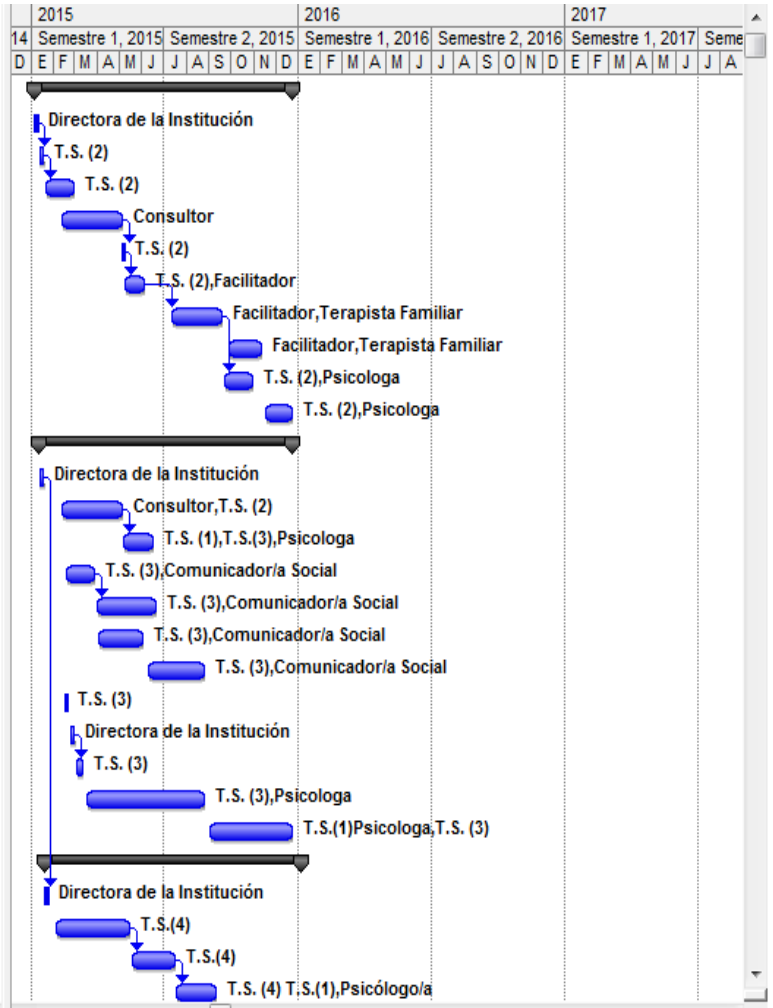 2015 2016 2017
14 Semestre 1, 2015 Semestre 2, 2015 Semestre 1, 2016 Semestre 2, 2016 Semestre 1, 2017 Seme
D E F M A M J J A S O N D E F M A M J J A S O N D E F M A M J J A
Directora de la Institución
T.S. (2)
T.S. (2)
Consultor
T.S. (2)
T.S. (2),Facilitador
Facilitador,Terapista Familiar
Facilitador,Terapista Familiar
T.S. (2),Psicologa
T.S. (2),Psicologa
Directora de la Institución
Consultor,T.S. (2)
T.S. (1),T.S.(3),Psicologa
T.S. (3),Comunicador/a Social
T.S. (3),Comunicador/a Social
T.S. (3),Comunicador/a Social
T.S. (3),Comunicador/a Social
T.S. (3)
Directora de la Institución
T.S. (3)
T.S. (3),Psicologa
T.S.(1)Psicologa,T.S. (3)
Directora de la Institución
T.S.(4)
T.S.(4)
T.S. (4) T.S.(1),Psicólogo/a